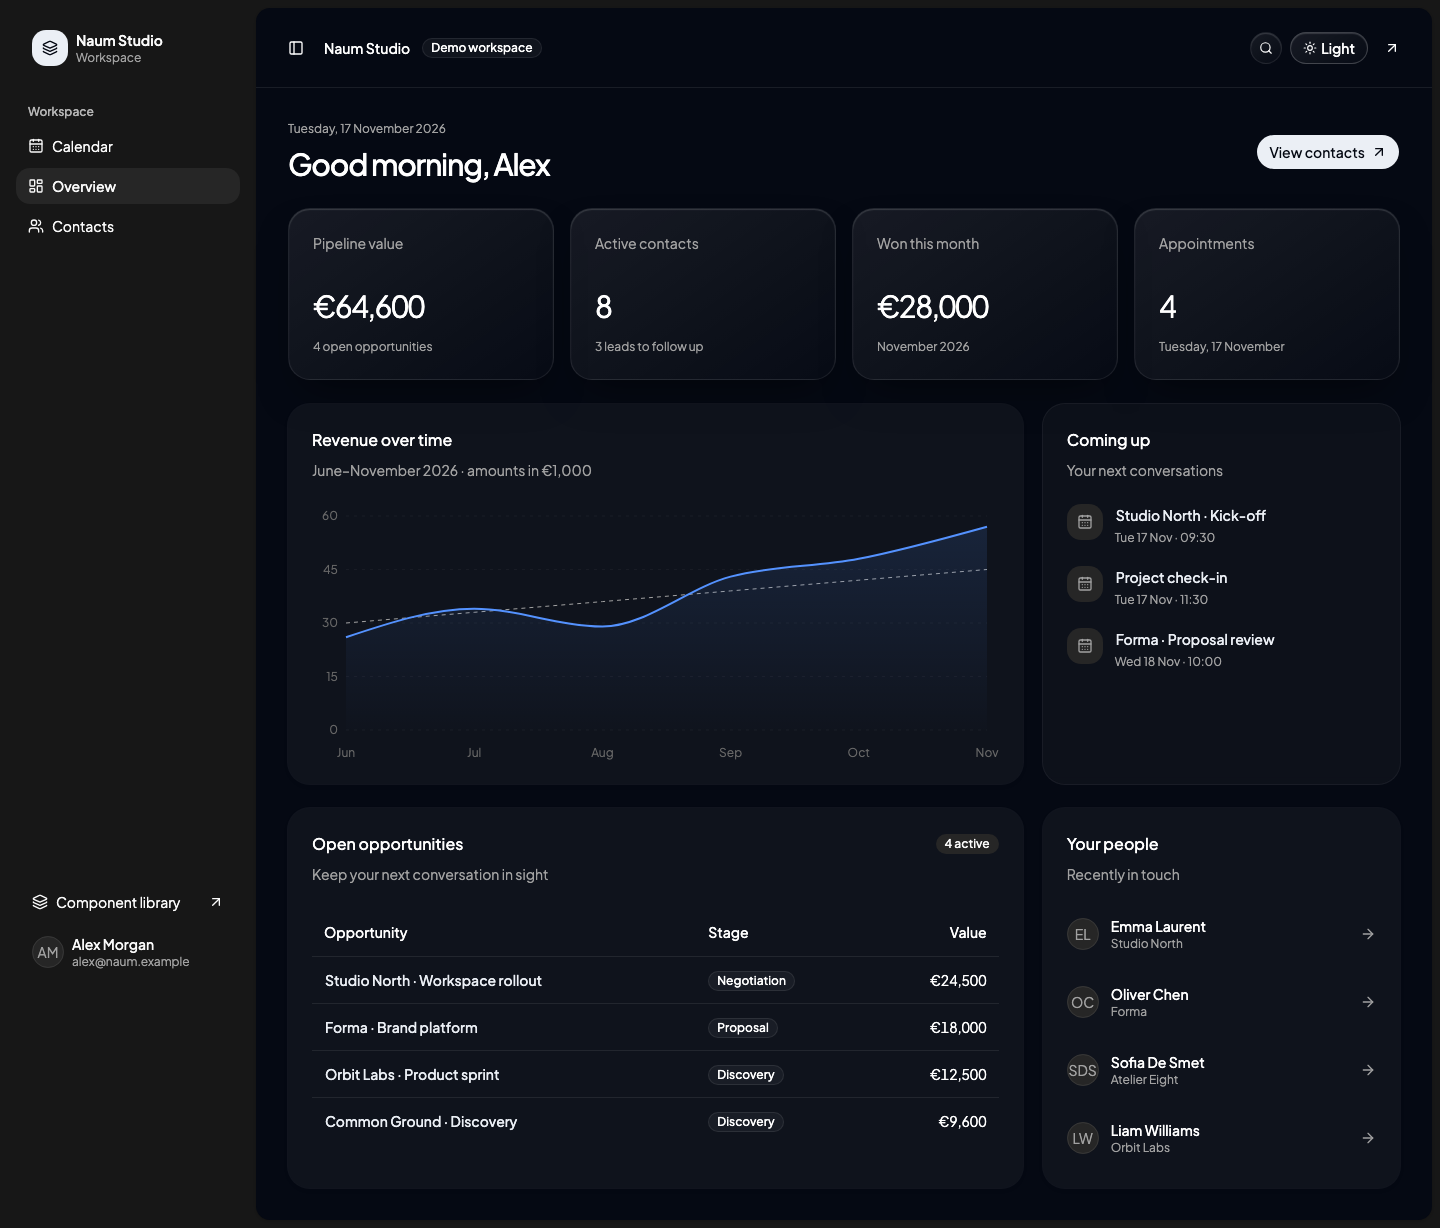 Naum Studio
Workspace
Workspace
Calendar
Overview
Contacts
Component library
AM
Alex Morgan
alex@naum.example
Naum Studio
Demo workspace
Light
Tuesday, 17 November 2026
Good morning, Alex
View contacts
Pipeline value
€64,600
4 open opportunities
Active contacts
8
3 leads to follow up
Won this month
€28,000
November 2026
Appointments
4
Tuesday, 17 November
Revenue over time
June–November 2026 · amounts in €1,000
60
45
30
15
0
Jun Jul Aug Sep Oct Nov
Coming up
Your next conversations
Studio North · Kick-off
Tue 17 Nov · 09:30
Project check-in
Tue 17 Nov · 11:30
Forma · Proposal review
Wed 18 Nov · 10:00
Open opportunities
4 active
Keep your next conversation in sight
Opportunity Stage Value
Studio North · Workspace rollout Negotiation €24,500
Forma · Brand platform Proposal €18,000
Orbit Labs · Product sprint Discovery €12,500
Common Ground · Discovery Discovery €9,600
Your people
Recently in touch
EL
Emma Laurent
Studio North
OC
Oliver Chen
Forma
SDS
Sofia De Smet
Atelier Eight
LW
Liam Williams
Orbit Labs